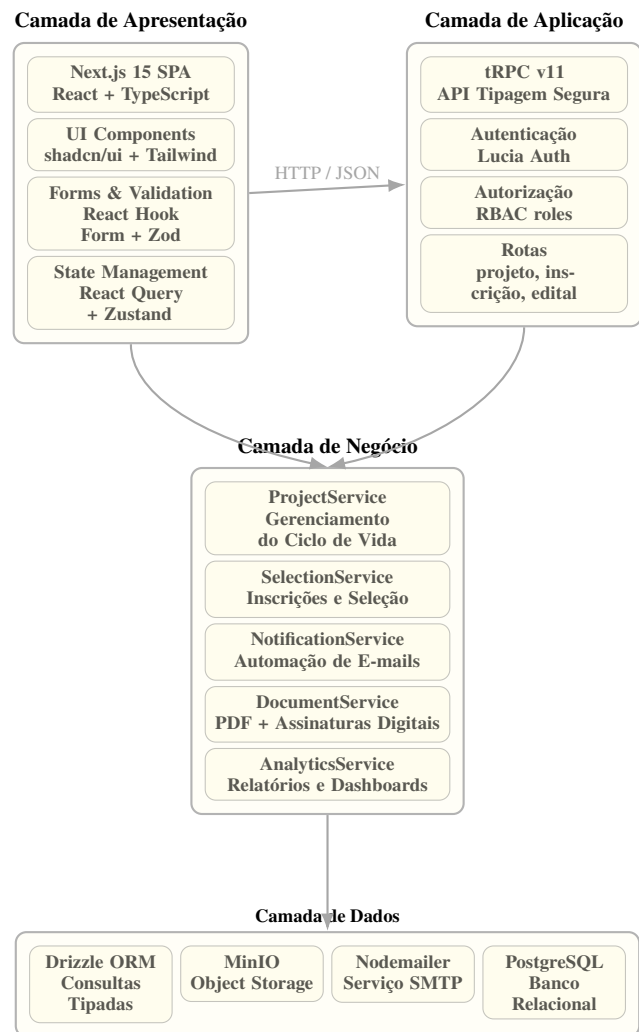 Camada de Apresentação
Next.js 15 SPA
React + TypeScript
UI Components
shadcn/ui + Tailwind
Forms & Validation
React Hook
Form + Zod
State Management
React Query
+ Zustand
HTTP / JSON
Camada de Aplicação
tRPC v11
API Tipagem Segura
Autenticação
Lucia Auth
Autorização
RBAC roles
Rotas
projeto, ins-
crição, edital
Camada de Negócio
ProjectService
Gerenciamento
do Ciclo de Vida
SelectionService
Inscrições e Seleção
NotificationService
Automação de E-mails
DocumentService
PDF + Assinaturas Digitais
AnalyticsService
Relatórios e Dashboards
Camada de Dados
Drizzle ORM
Consultas
Tipadas
MinIO
Object Storage
Nodemailer
Serviço SMTP
PostgreSQL
Banco
Relacional